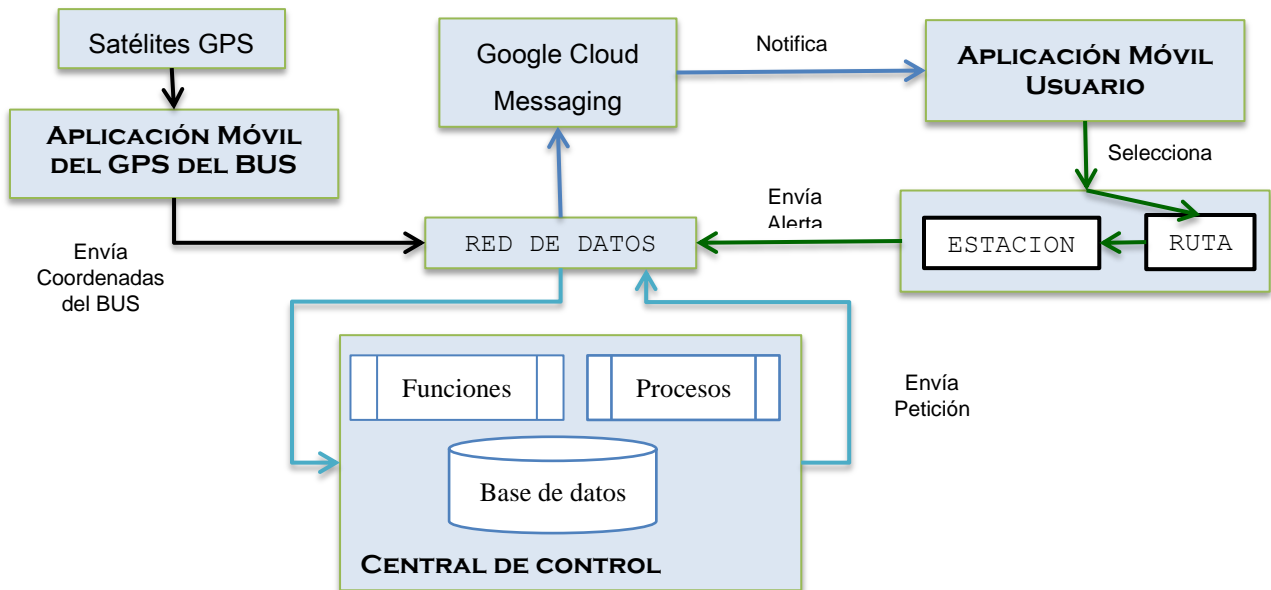 Satélites GPS
Google Cloud
Messaging
Notifica
APLICACIÓN MÓVIL
USUARIO
APLICACIÓN MÓVIL
DEL GPS DEL BUS
Selecciona
Envía
Alerta
RED DE DATOS
ESTACION
RUTA
Envía
Coordenadas
del BUS
Funciones
Procesos
Envía
Petición
Base de datos
CENTRAL DE CONTROL